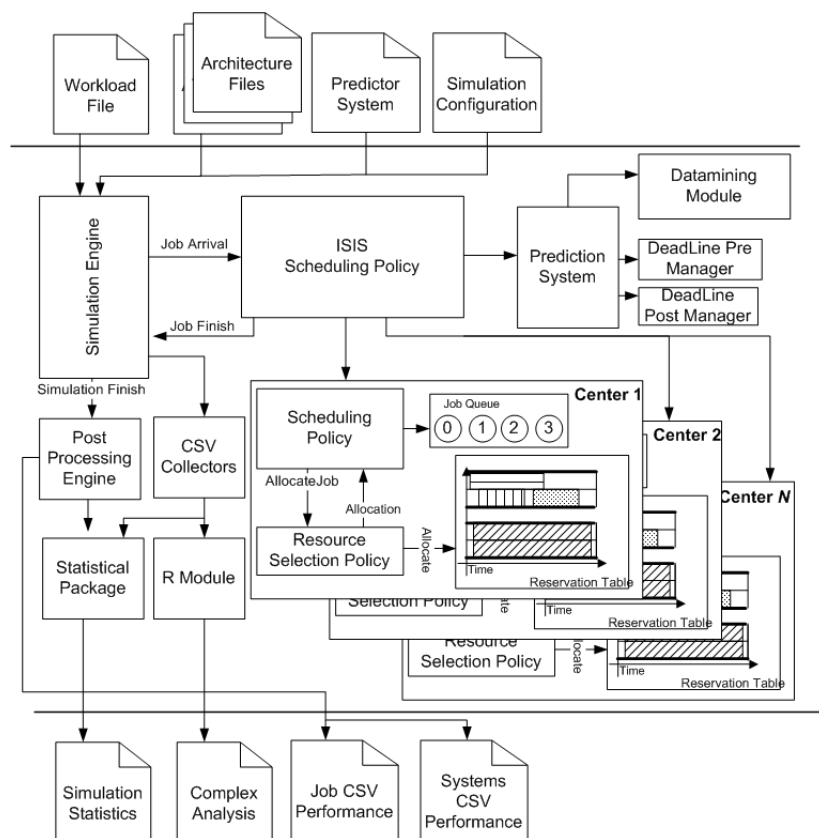 Workload
File
Architecture
Files
Predictor
System
Simulation
Configuration
Simulation Engine
Job Arrival
ISIS
Scheduling Policy
Prediction
System
Datamining
Module
DeadLine Pre
Manager
DeadLine
Post Manager
Job Finish
Simulation Finish
Post
Processing
Engine
CSV
Collectors
Statistical
Package
R Module
Center 1
Scheduling
Policy
Job Queue
0 1 2 3
AllocateJob
Allocation
Resource
Selection Policy
Allocate
Time
Reservation Table
Center 2
Selection Policy
Time
Reservation Table
Center N
Resource
Selection Policy
Time
Reservation Table
Simulation
Statistics
Complex
Analysis
Job CSV
Performance
Systems
CSV
Performance